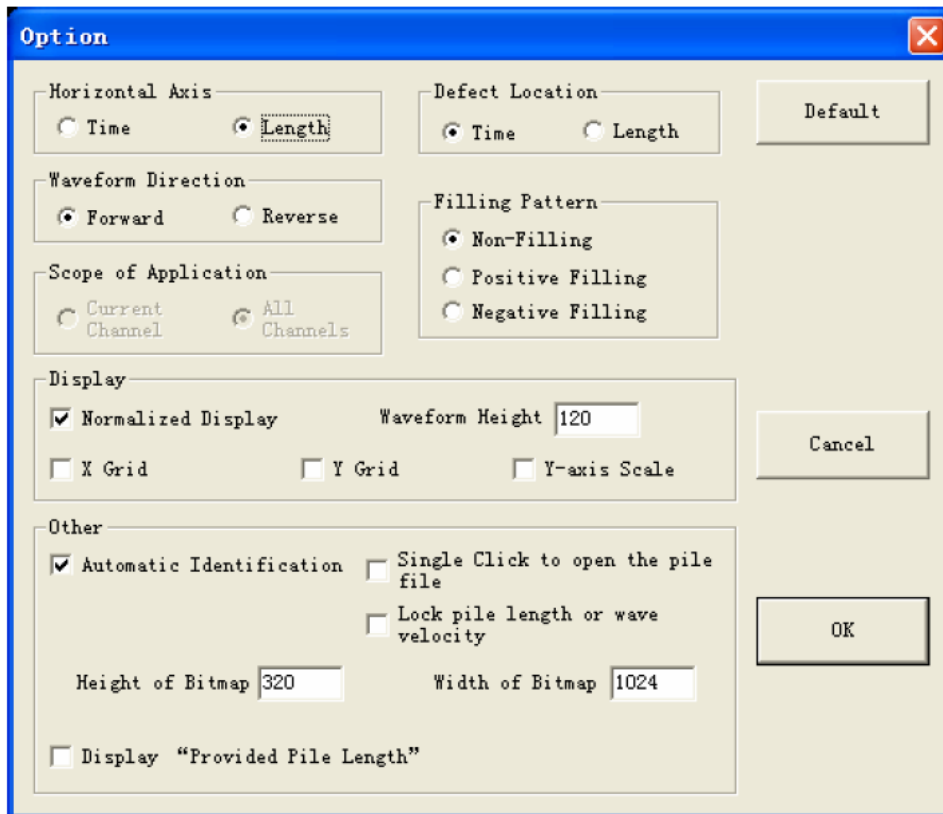 Option
Horizontal Axis
Time
Length
Defect Location
Time
Length
Default
Waveform Direction
Forward
Reverse
Filling Pattern
Non-Filling
Positive Filling
Negative Filling
Scope of Application
Current
Channel
All
Channels
Display
Normalized Display
Waveform Height 120
X Grid
Y Grid
Y-axis Scale
Cancel
Other
Automatic Identification
Single Click to open the pile
file
Lock pile length or wave
velocity
OK
Height of Bitmap 320
Width of Bitmap 1024
Display “Provided Pile Length”